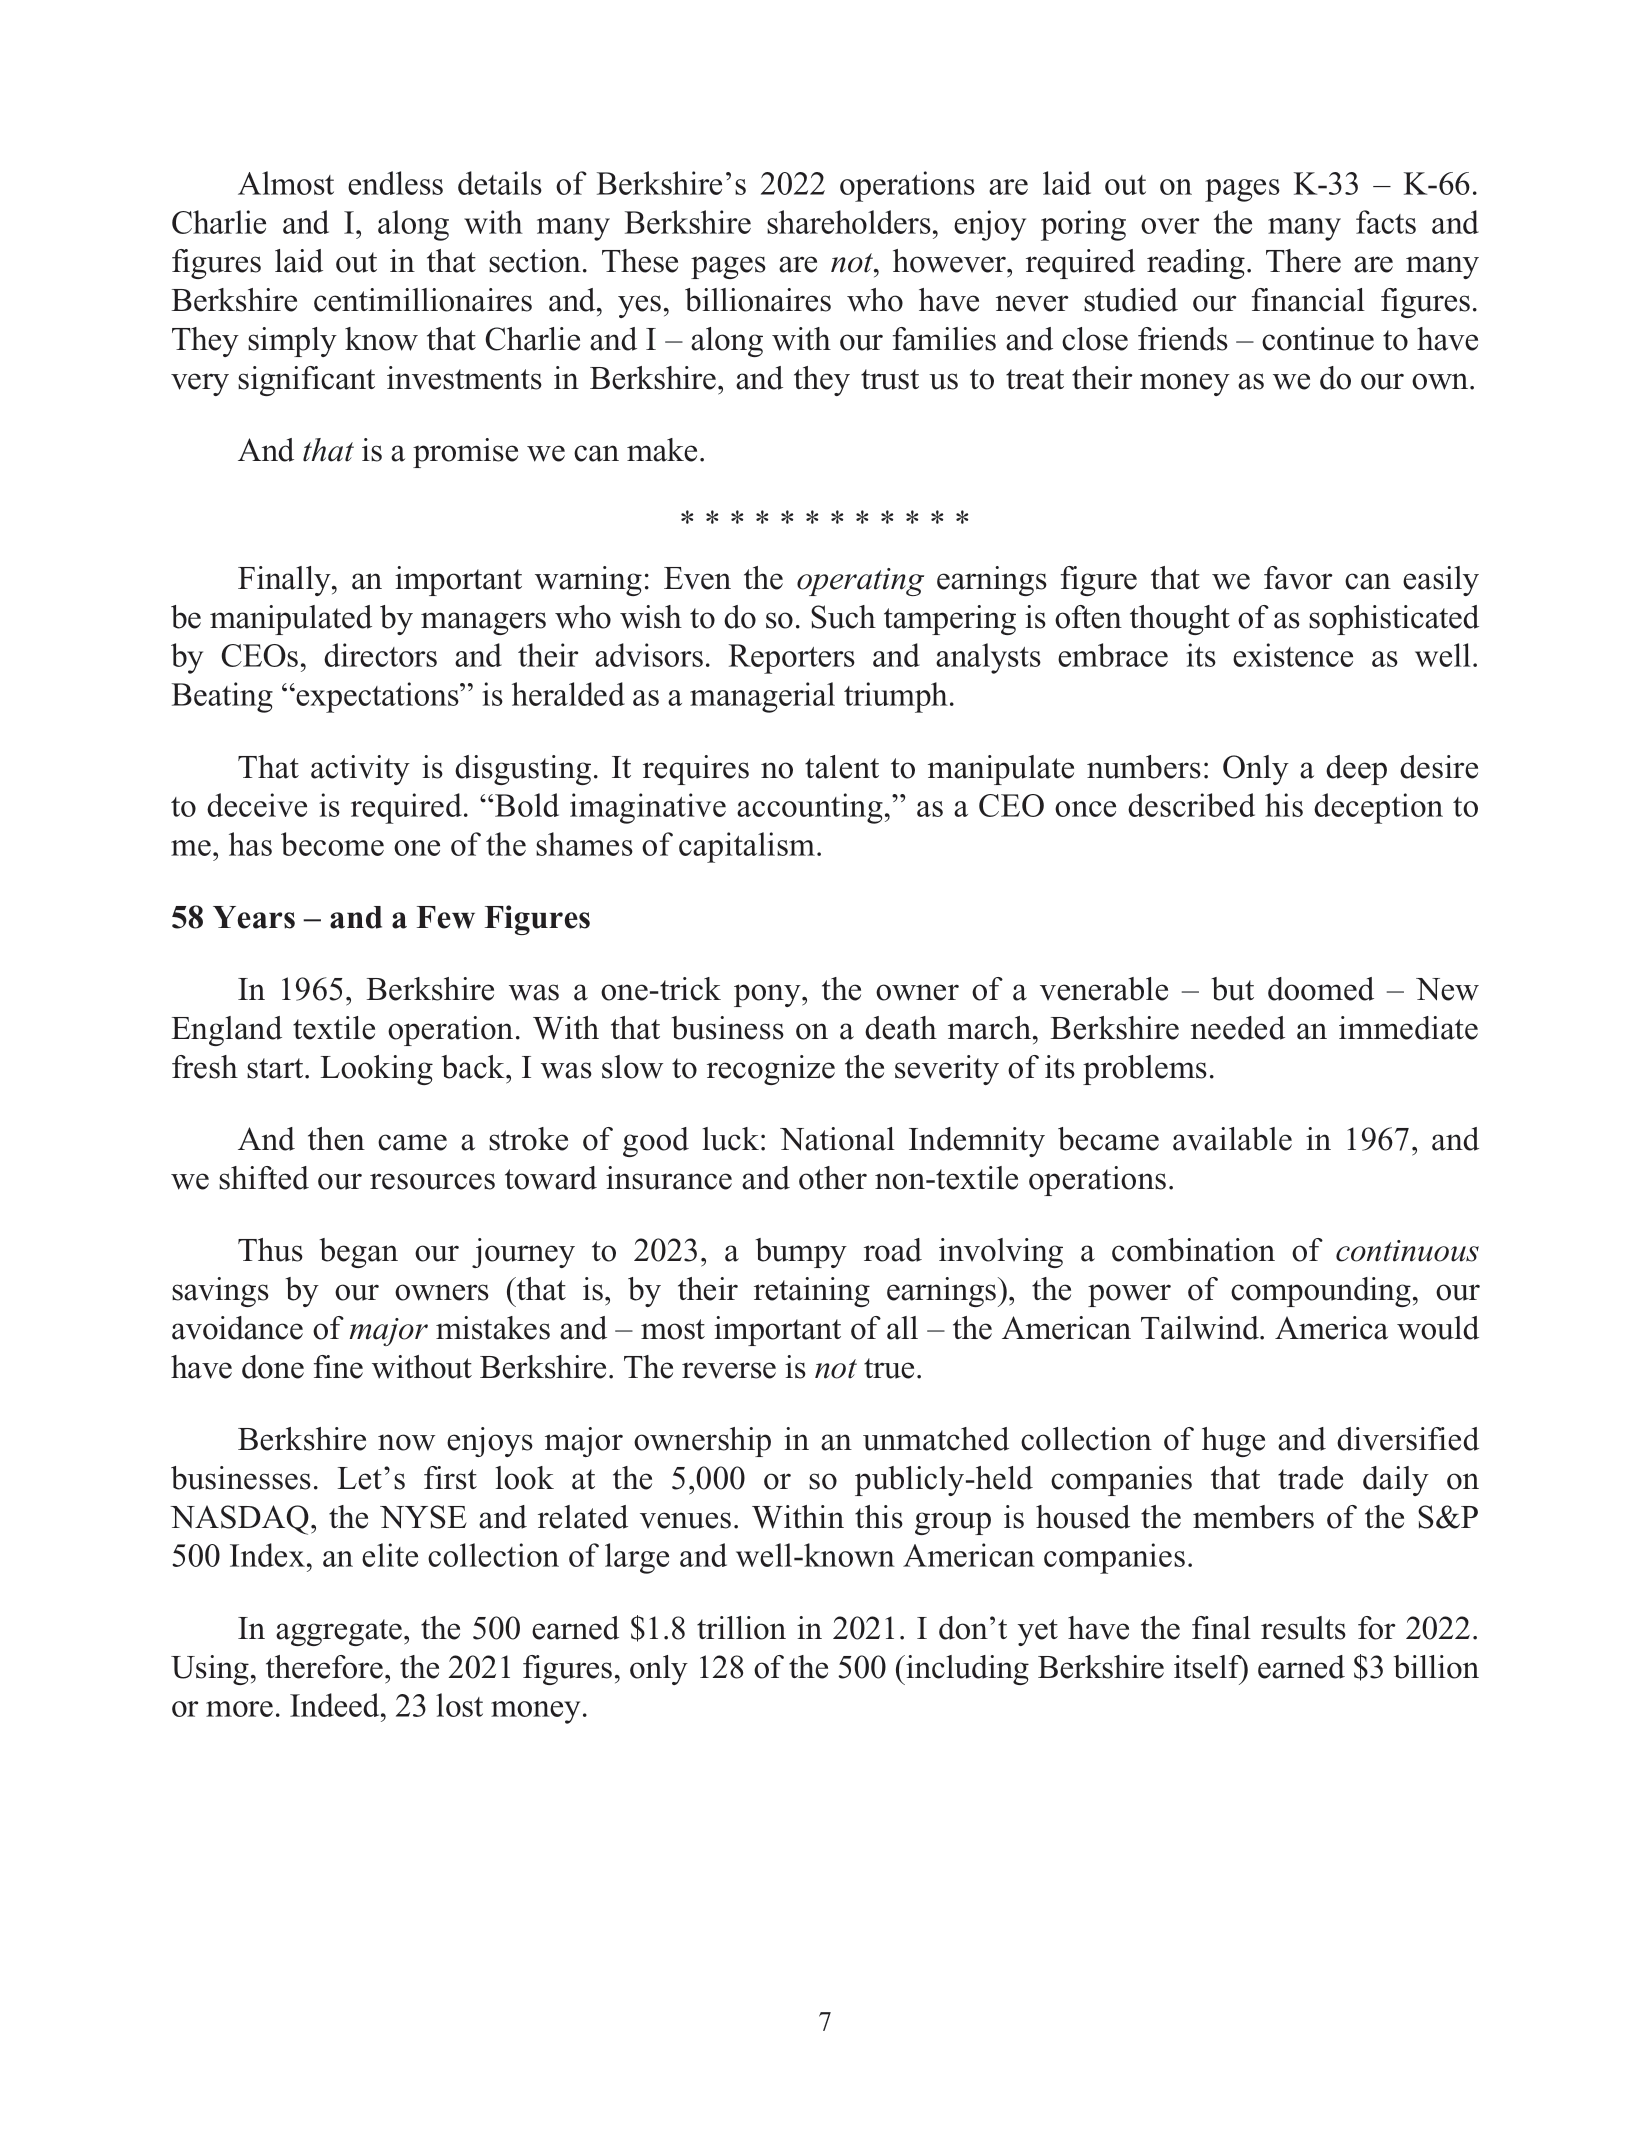 Almost endless details of Berkshire’s 2022 operations are laid out on pages K-33 – K-66.
Charlie and I, along with many Berkshire shareholders, enjoy poring over the many facts and
figures laid out in that section. These pages are not, however, required reading. There are many
Berkshire centimillionaires and, yes, billionaires who have never studied our financial figures.
They simply know that Charlie and I – along with our families and close friends – continue to have
very significant investments in Berkshire, and they trust us to treat their money as we do our own.
And that is a promise we can make.
* * * * * * * * * * * *
Finally, an important warning: Even the operating earnings figure that we favor can easily
be manipulated by managers who wish to do so. Such tampering is often thought of as sophisticated
by CEOs, directors and their advisors. Reporters and analysts embrace its existence as well.
Beating “expectations” is heralded as a managerial triumph.
That activity is disgusting. It requires no talent to manipulate numbers: Only a deep desire
to deceive is required. “Bold imaginative accounting,” as a CEO once described his deception to
me, has become one of the shames of capitalism.
58 Years – and a Few Figures
In 1965, Berkshire was a one-trick pony, the owner of a venerable – but doomed – New
England textile operation. With that business on a death march, Berkshire needed an immediate
fresh start. Looking back, I was slow to recognize the severity of its problems.
And then came a stroke of good luck: National Indemnity became available in 1967, and
we shifted our resources toward insurance and other non-textile operations.
Thus began our journey to 2023, a bumpy road involving a combination of continuous
savings by our owners (that is, by their retaining earnings), the power of compounding, our
avoidance of major mistakes and – most important of all – the American Tailwind. America would
have done fine without Berkshire. The reverse is not true.
Berkshire now enjoys major ownership in an unmatched collection of huge and diversified
businesses. Let’s first look at the 5,000 or so publicly-held companies that trade daily on
NASDAQ, the NYSE and related venues. Within this group is housed the members of the S&P
500 Index, an elite collection of large and well-known American companies.
In aggregate, the 500 earned $1.8 trillion in 2021. I don’t yet have the final results for 2022.
Using, therefore, the 2021 figures, only 128 of the 500 (including Berkshire itself) earned $3 billion
or more. Indeed, 23 lost money.
7